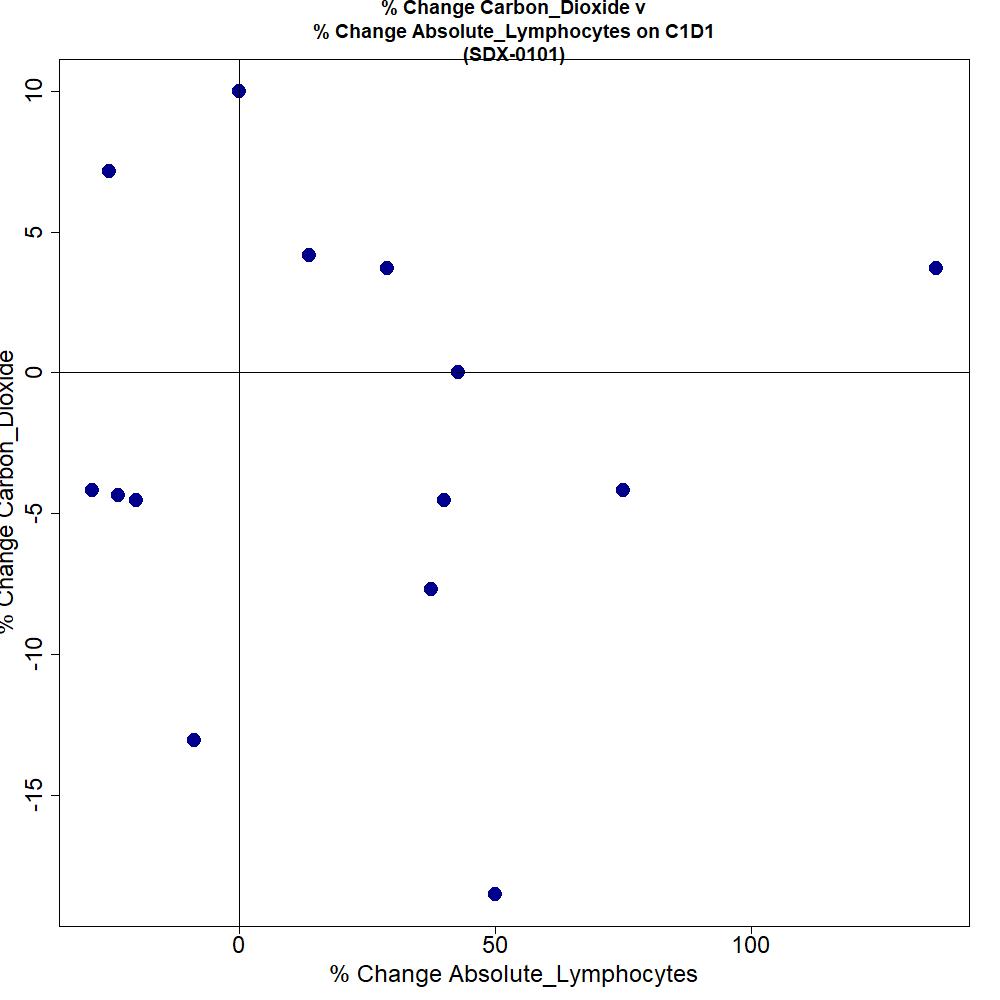 % Change Carbon_Dioxide v
% Change Absolute_Lymphocytes on C1D1
(SDX-0101)
% Change Carbon_Dioxide
10
5
0
-5
-10
-15
0
50
100
% Change Absolute_Lymphocytes